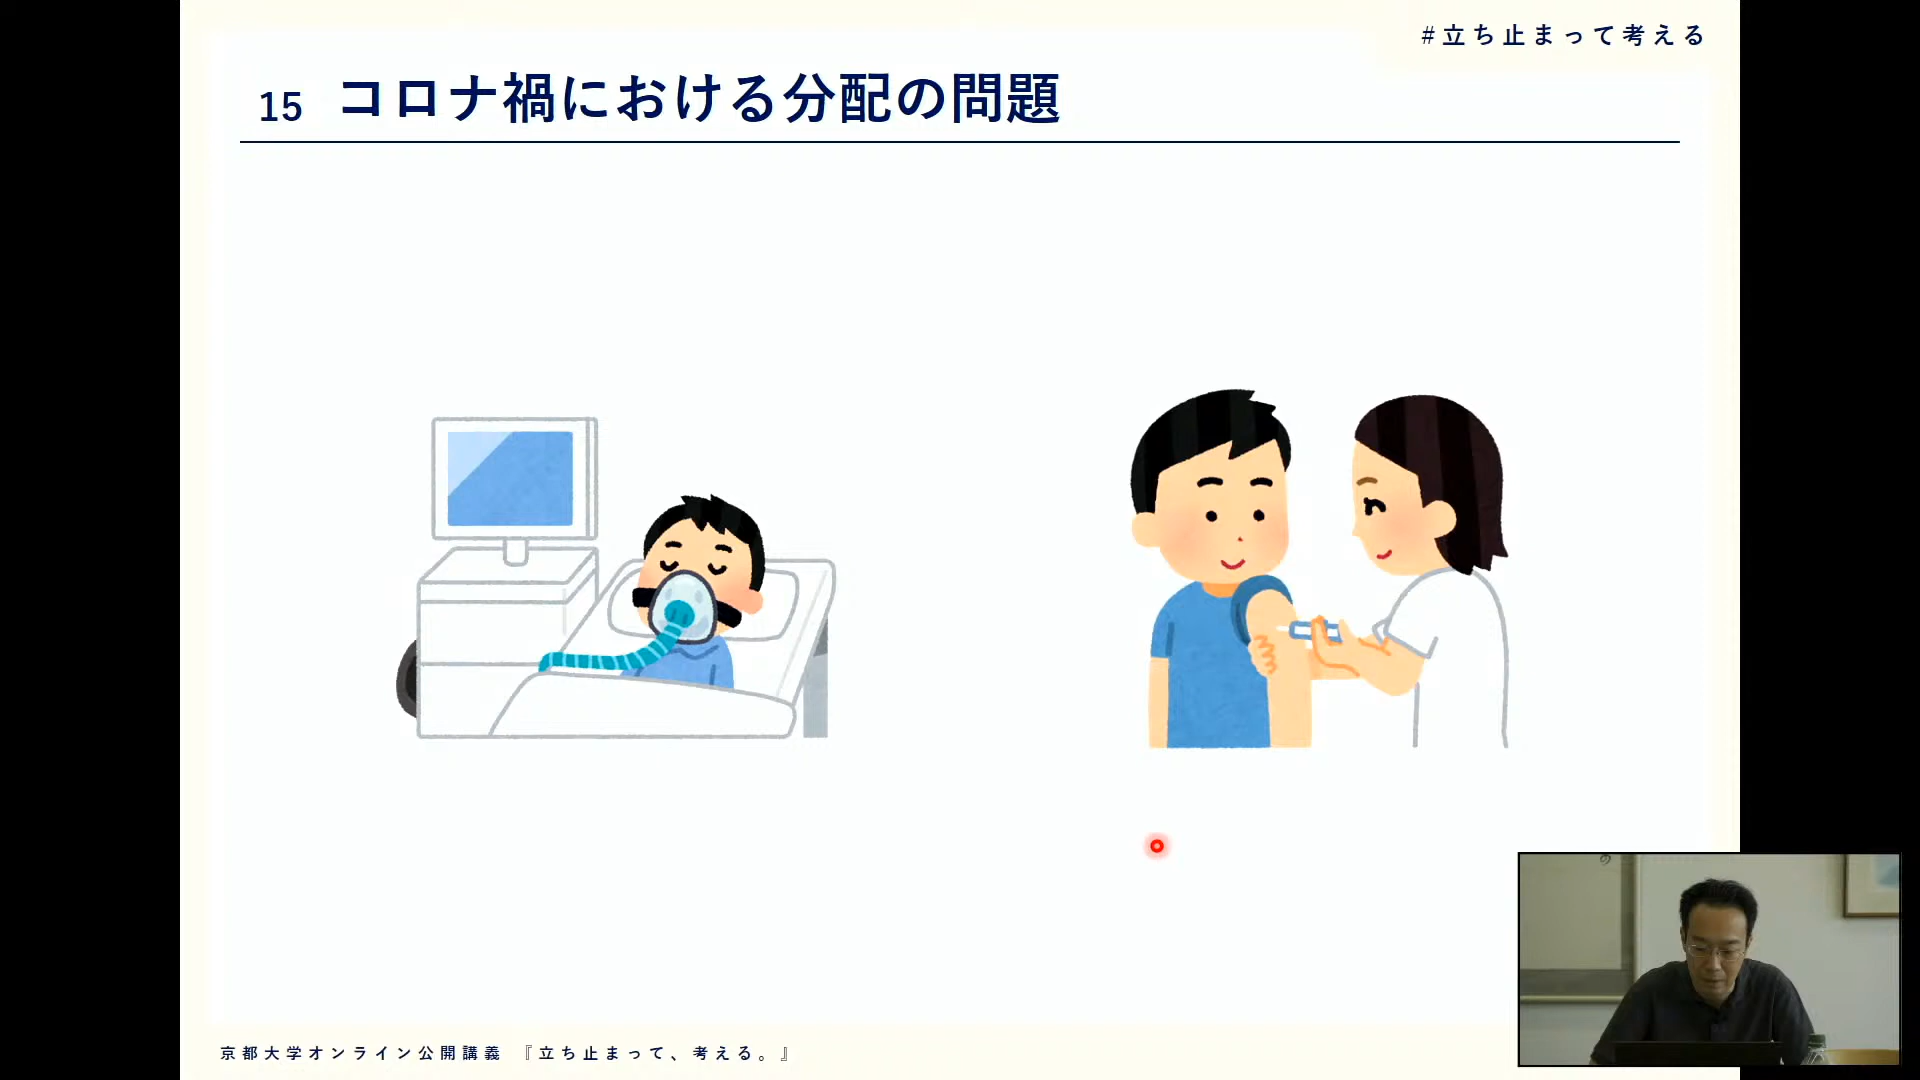 #立ち止まって考える
15 コロナ禍における分配の問題
の
京都大学オンライン公開講義 『立ち止まって、考える。』